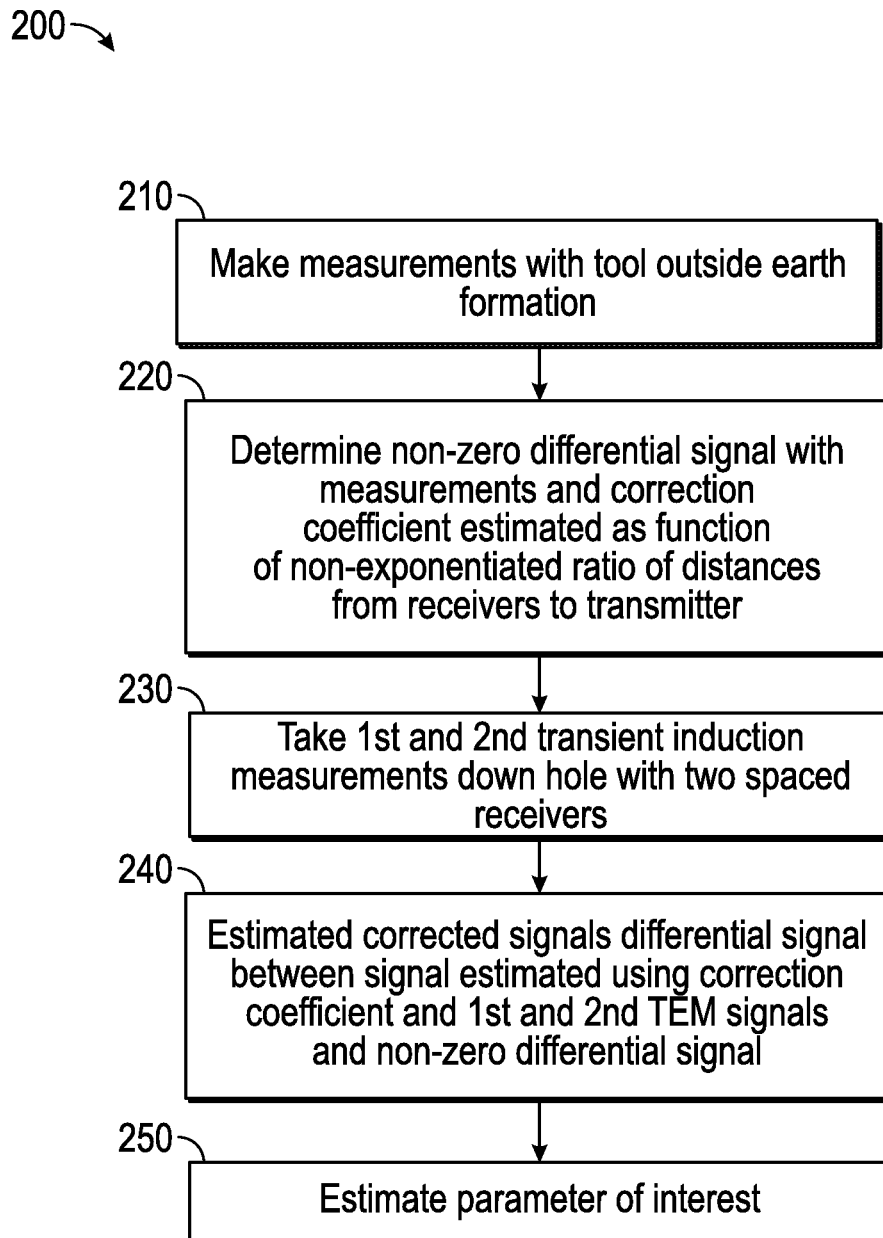 200
210
Make measurements with tool outside earth
formation
220
Determine non-zero differential signal with
measurements and correction
coefficient estimated as function
of non-exponentiated ratio of distances
from receivers to transmitter
230
Take 1st and 2nd transient induction
measurements down hole with two spaced
receivers
240
Estimated corrected signals differential signal
between signal estimated using correction
coefficient and 1st and 2nd TEM signals
and non-zero differential signal
250
Estimate parameter of interest